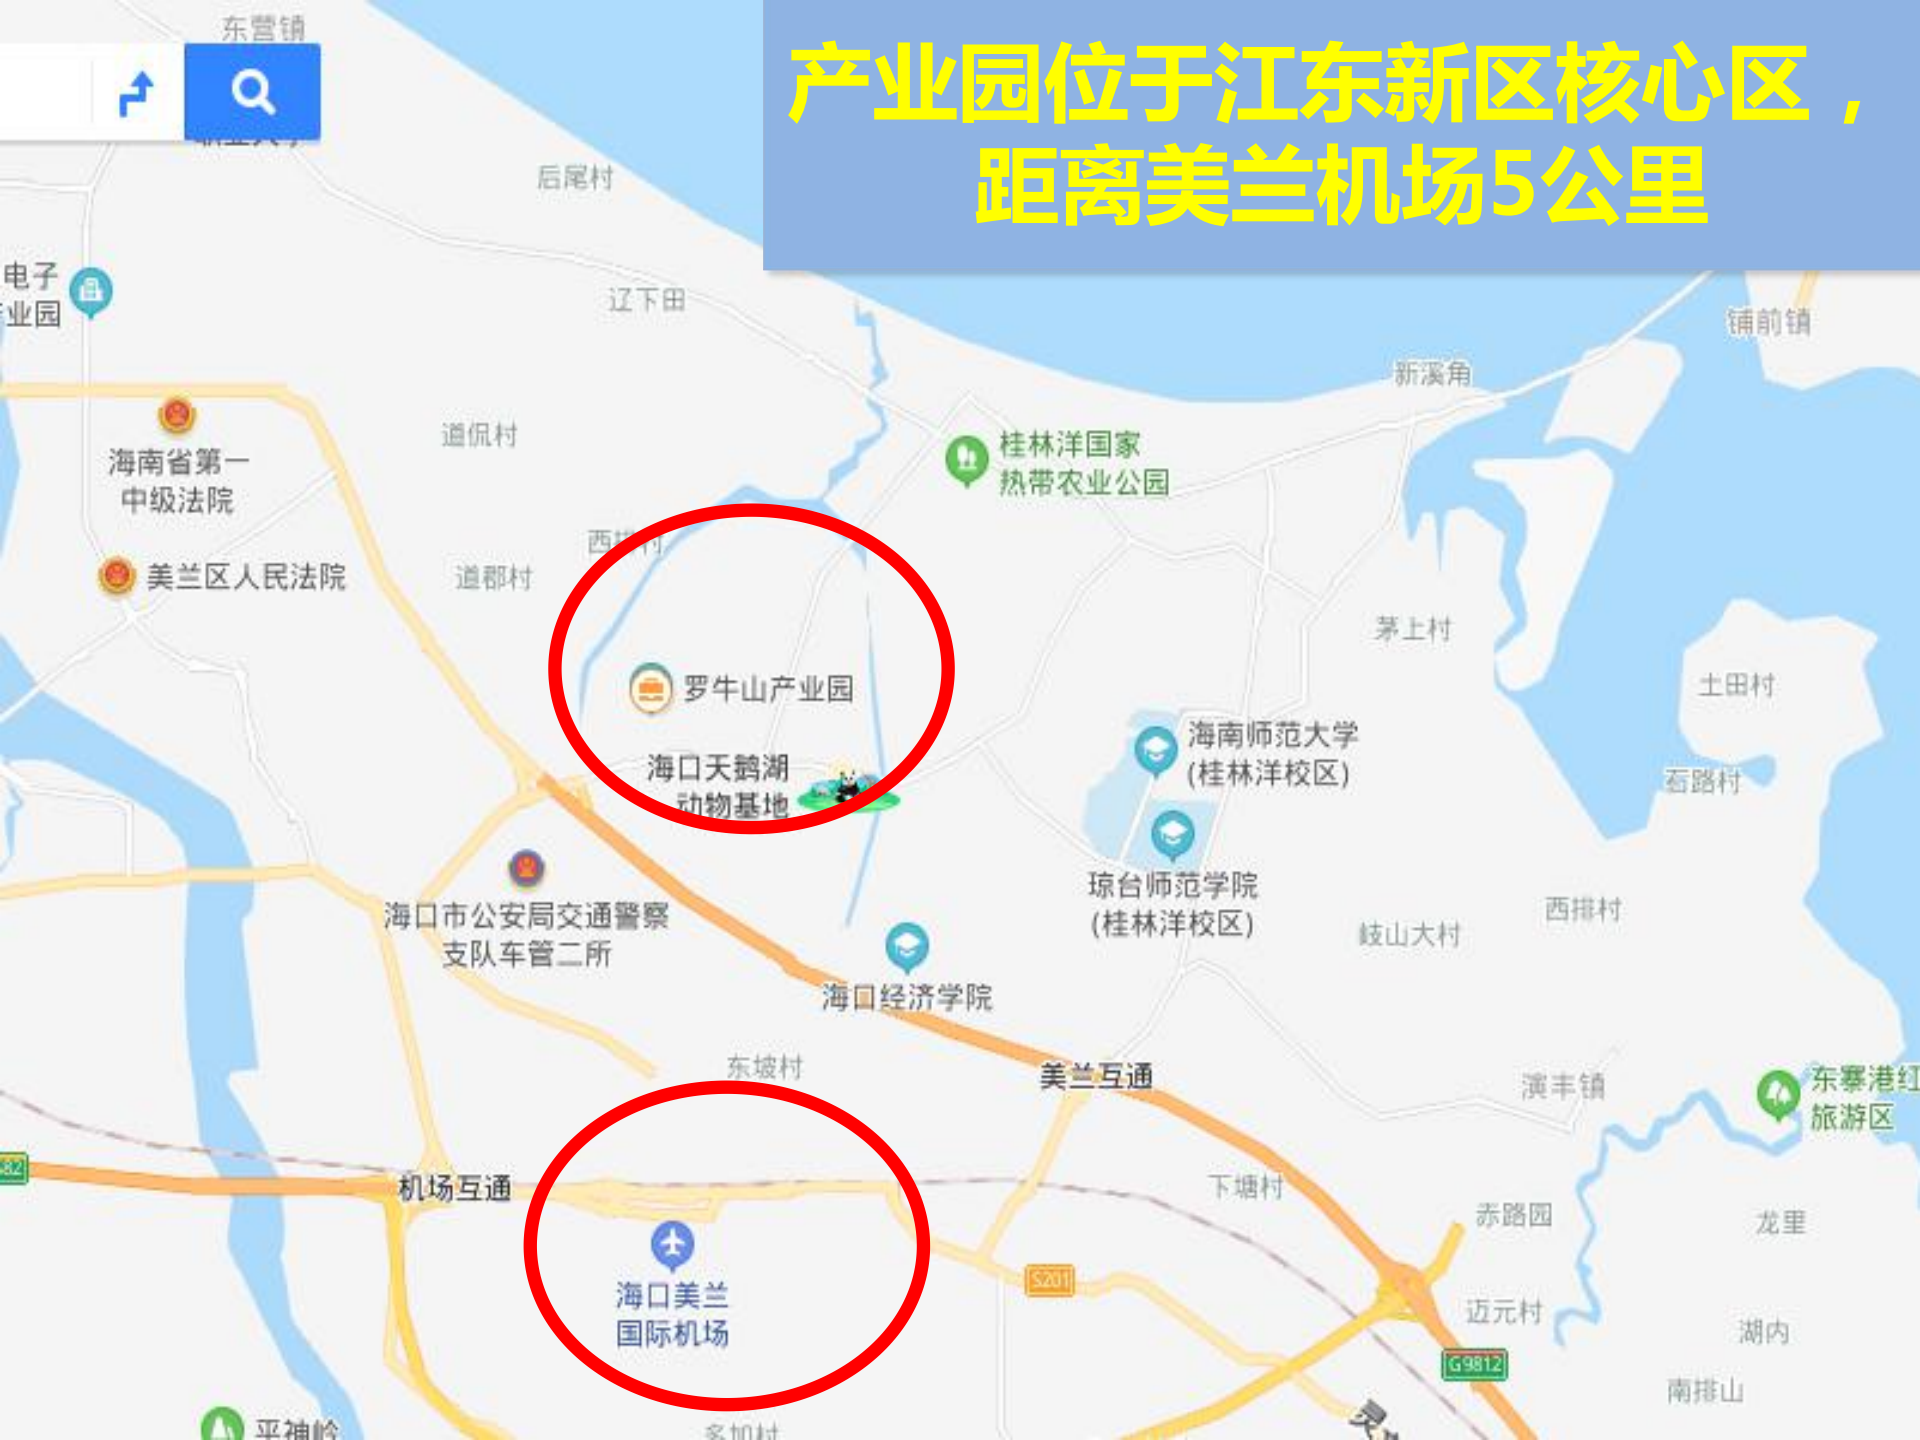 产业园位于江东新区核心区，
距离美兰机场5公里
东营镇
后尾村
辽下田
铺前镇
新溪角
电子
业园
海南省第一
中级法院
道侃村
桂林洋国家
热带农业公园
西排村
道郡村
美兰区人民法院
茅上村
罗牛山产业园
土田村
海南师范大学
(桂林洋校区)
海口天鹅湖
动物基地
石路村
琼台师范学院
(桂林洋校区)
海口市公安局交通警察
支队车管二所
西排村
岐山大村
海口经济学院
东坡村
美兰互通
演丰镇
东寨港红
旅游区
82
机场互通
下塘村
赤路园
龙里
海口美兰
国际机场
S201
迈元村
湖内
G9812
南排山
平神岭
多加村